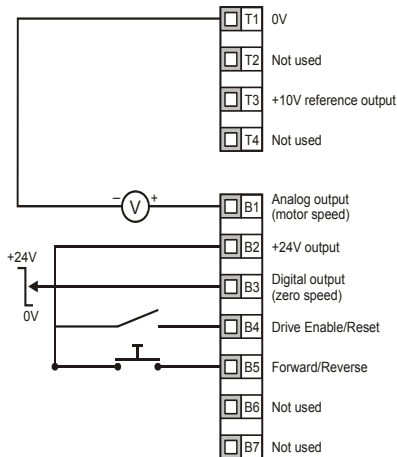 T1 0V
T2 Not used
T3 +10V reference output
T4 Not used
– V +
B1 Analog output
(motor speed)
B2 +24V output
+24V
B3 Digital output
(zero speed)
0V
B4 Drive Enable/Reset
B5 Forward/Reverse
B6 Not used
B7 Not used